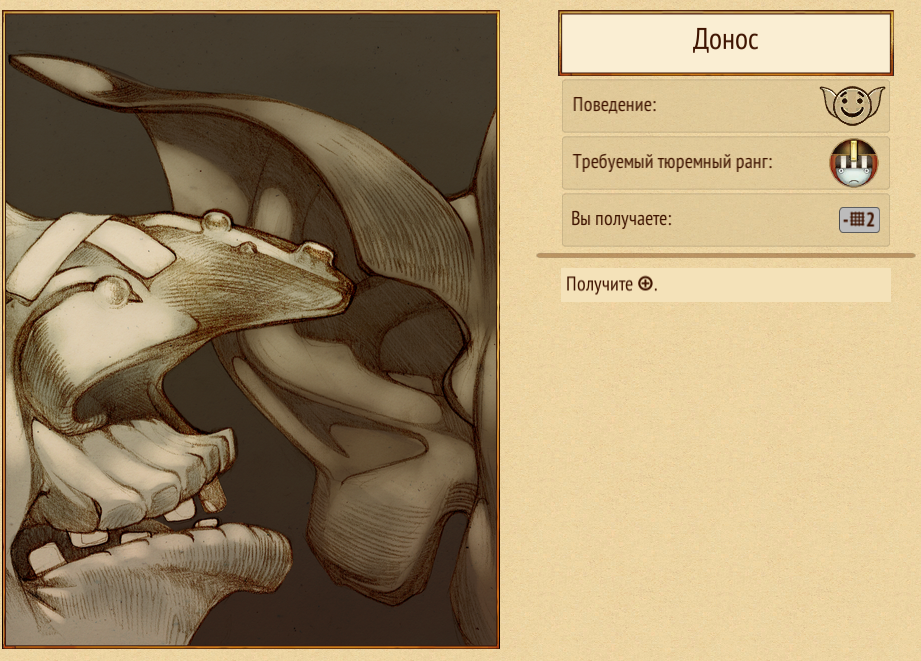 Донос
Поведение:
Требуемый тюремный ранг:
Вы получаете:
-2
Получите ⊕.